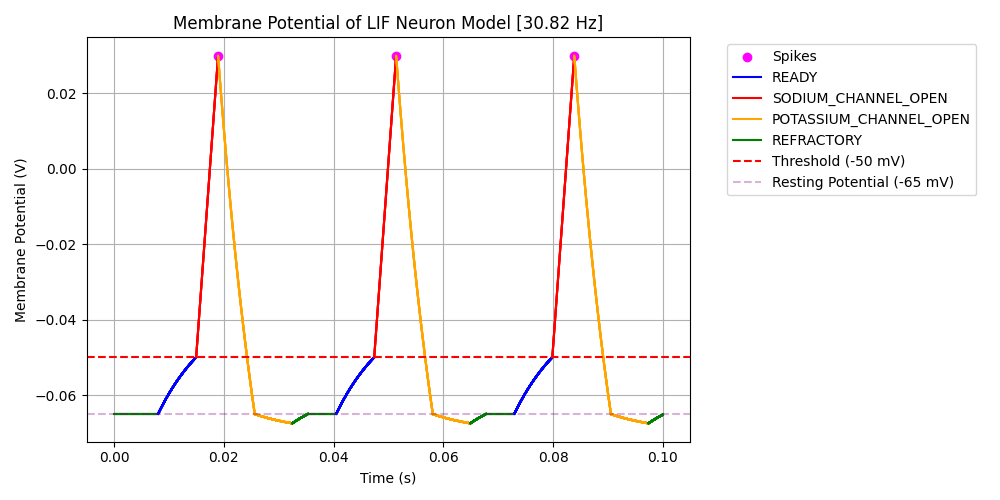 Membrane Potential of LIF Neuron Model [30.82 Hz]
Membrane Potential (V)
0.02
0.00
−0.02
−0.04
−0.06
0.00 0.02 0.04 0.06 0.08 0.10
Time (s)
Spikes
READY
SODIUM_CHANNEL_OPEN
POTASSIUM_CHANNEL_OPEN
REFRACTORY
Threshold (-50 mV)
Resting Potential (-65 mV)